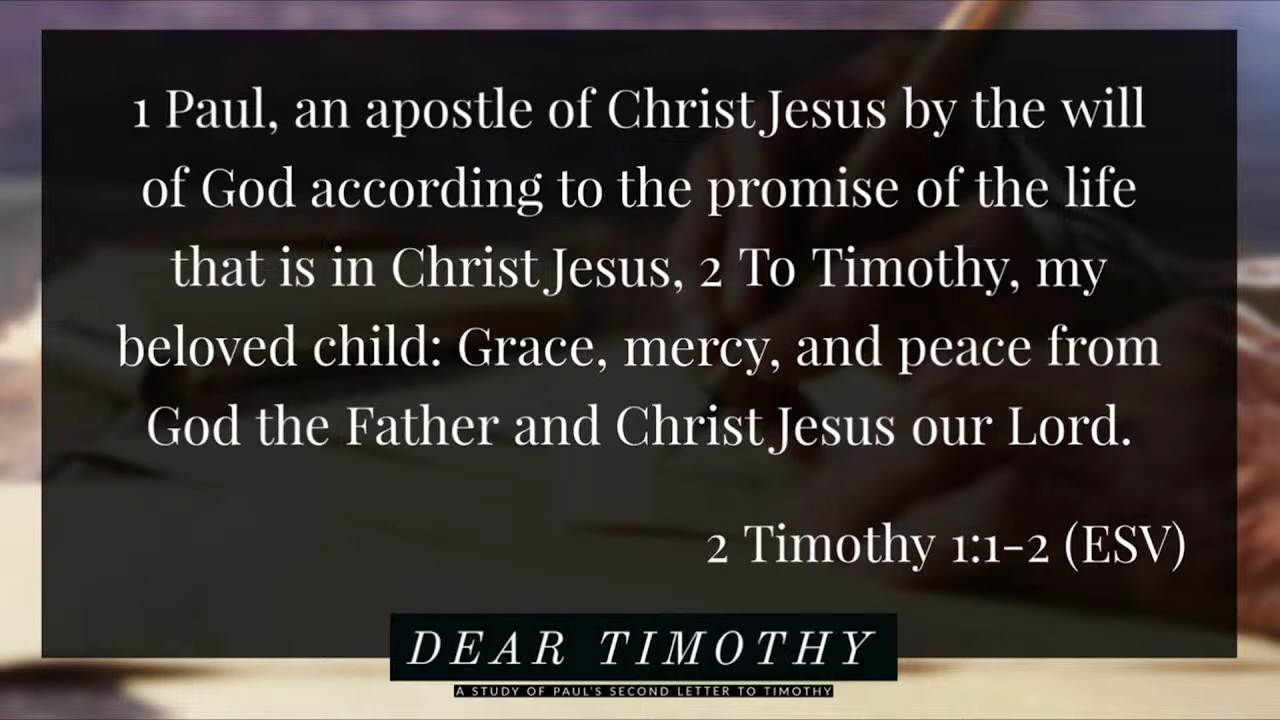 1 Paul, an apostle of Christ Jesus by the will
of God according to the promise of the life
that is in Christ Jesus, 2 To Timothy, my
beloved child: Grace, mercy, and peace from
God the Father and Christ Jesus our Lord.
2 Timothy 1:1-2 (ESV)
DEAR TIMOTHY
A STUDY OF PAUL'S SECOND LETTER TO TIMOTHY